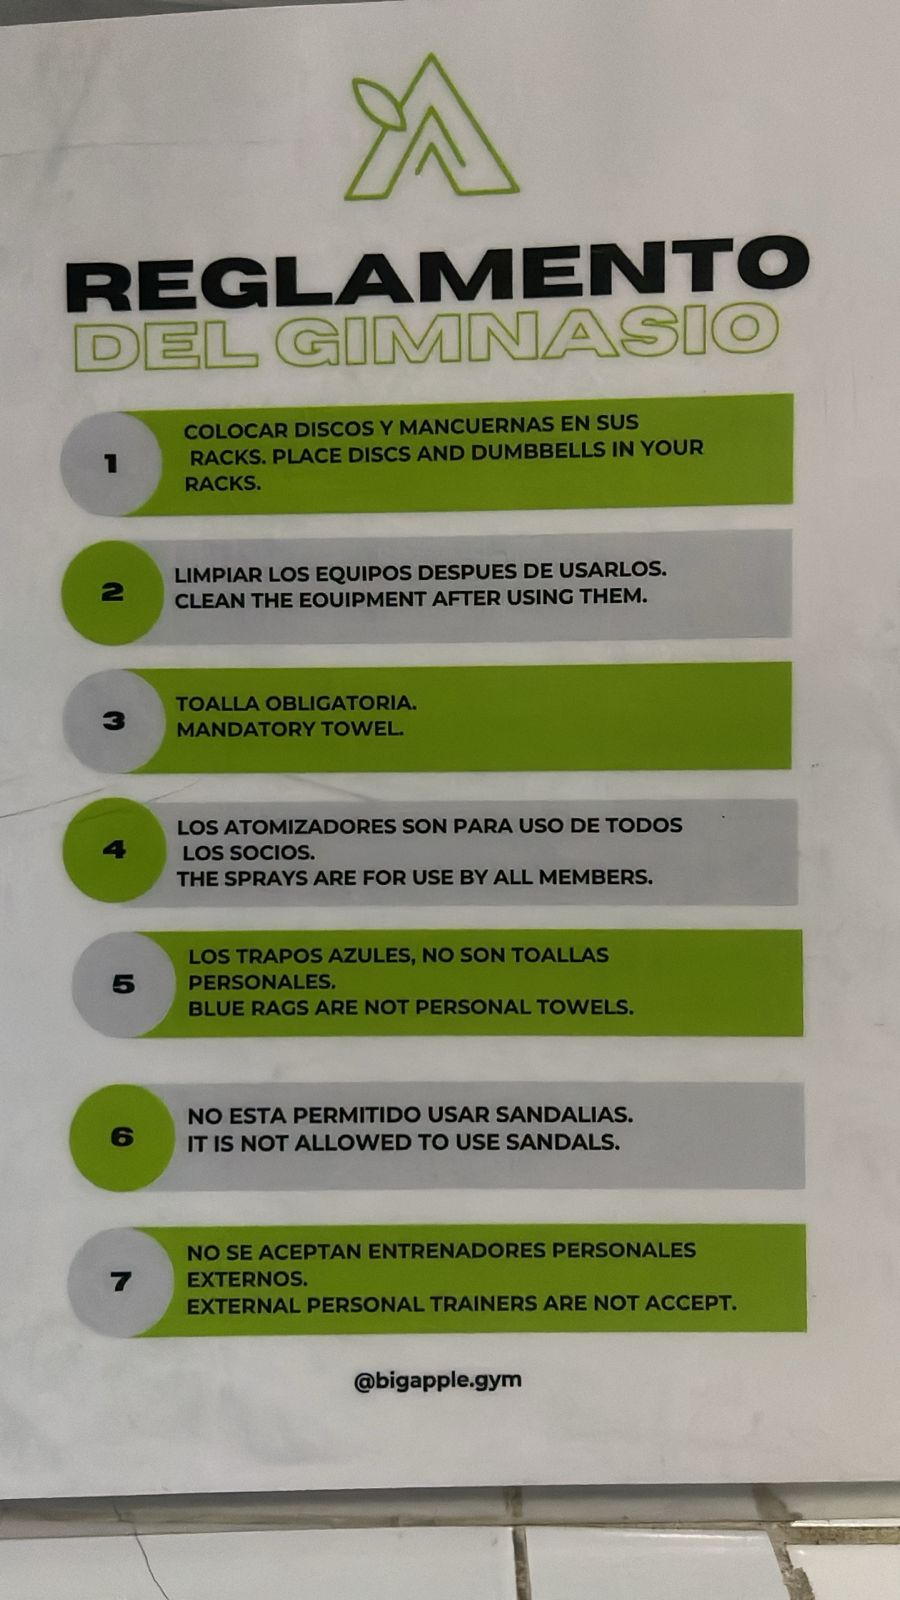 REGLAMENTO
DEL GIMNASIO
1
COLOCAR DISCOS Y MANCUERNAS EN SUS
RACKS. PLACE DISCS AND DUMBBELLS IN YOUR
RACKS.
2
LIMPIAR LOS EQUIPOS DESPUES DE USARLOS.
CLEAN THE EOUIPMENT AFTER USING THEM.
3
TOALLA OBLIGATORIA.
MANDATORY TOWEL.
4
LOS ATOMIZADORES SON PARA USO DE TODOS
LOS SOCIOS.
THE SPRAYS ARE FOR USE BY ALL MEMBERS.
5
LOS TRAPOS AZULES, NO SON TOALLAS
PERSONALES.
BLUE RAGS ARE NOT PERSONAL TOWELS.
6
NO ESTA PERMITIDO USAR SANDALIAS.
IT IS NOT ALLOWED TO USE SANDALS.
7
NO SE ACEPTAN ENTRENADORES PERSONALES
EXTERNOS.
EXTERNAL PERSONAL TRAINERS ARE NOT ACCEPT.
@bigapple.gym